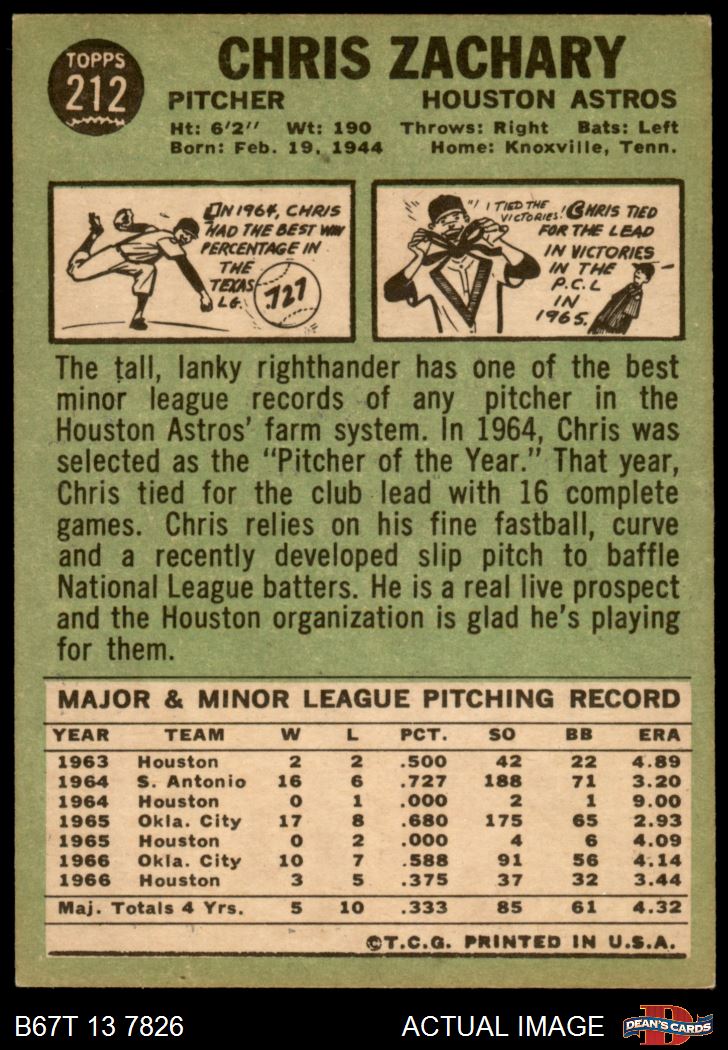 TOPPS
212
CHRIS ZACHARY
PITCHER HOUSTON ASTROS
Ht: 6'2" Wt: 190 Throws: Right Bats: Left
Born: Feb. 19, 1944 Home: Knoxville, Tenn.
IN 1964, CHRIS
HAD THE BEST WIN
PERCENTAGE IN
THE
TEXAS
LG.
.727
"I TIED THE
VICTORIES!
CHRIS TIED
FOR THE LEAD
IN VICTORIES
IN THE
P.C.L
IN
1965.
The tall, lanky righthander has one of the best
minor league records of any pitcher in the
Houston Astros' farm system. In 1964, Chris was
selected as the "Pitcher of the Year." That year,
Chris tied for the club lead with 16 complete
games. Chris relies on his fine fastball, curve
and a recently developed slip pitch to baffle
National League batters. He is a real live prospect
and the Houston organization is glad he's playing
for them.
MAJOR & MINOR LEAGUE PITCHING RECORD
YEAR TEAM W L PCT. SO BB ERA
1963 Houston 2 2 .500 42 22 4.89
1964 S. Antonio 16 6 .727 188 71 3.20
1964 Houston 0 1 .000 2 1 9.00
1965 Okla. City 17 8 .680 175 65 2.93
1965 Houston 0 2 .000 4 6 4.09
1966 Okla. City 10 7 .588 91 56 4.14
1966 Houston 3 5 .375 37 32 3.44
Maj. Totals 4 Yrs. 5 10 .333 85 61 4.32
©T.C.G. PRINTED IN U.S.A.
B67T 13 7826 ACTUAL IMAGE
D
DEAN'S CARDS